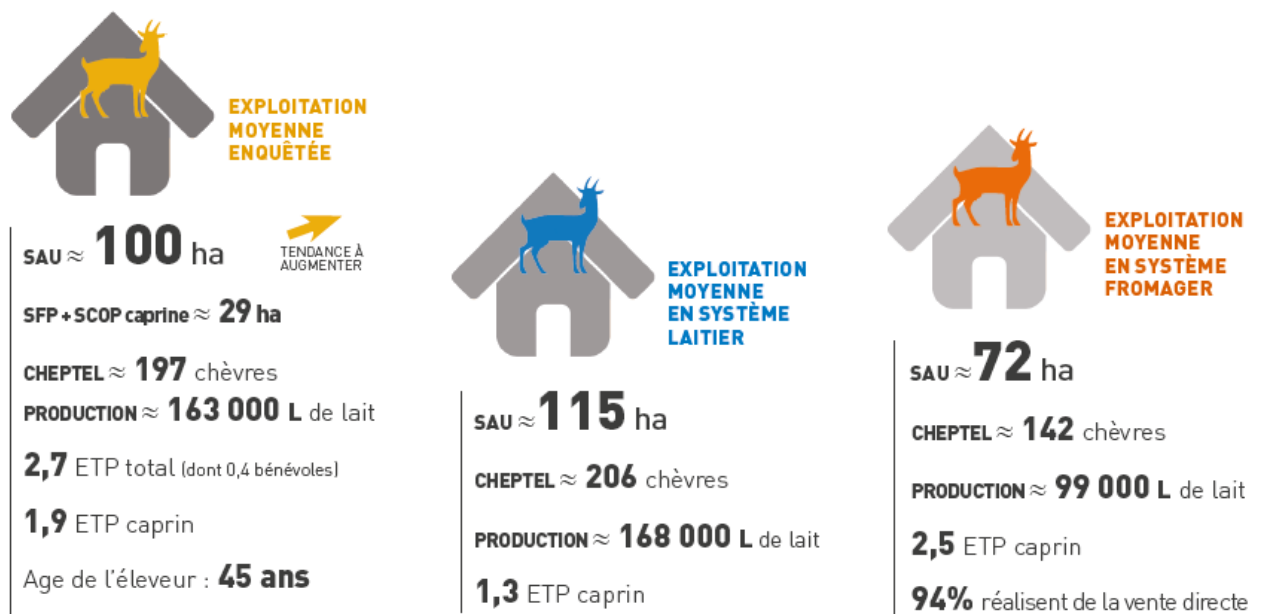 EXPLOITATION
MOYENNE
ENQUÊTÉE
SAU ≈ 100 ha
TENDANCE À
AUGMENTER
SFP + SCOP caprine ≈ 29 ha
CHEPTEL ≈ 197 chèvres
PRODUCTION ≈ 163 000 L de lait
2,7 ETP total (dont 0,4 bénévoles)
1,9 ETP caprin
Age de l'éleveur : 45 ans
EXPLOITATION
MOYENNE
EN SYSTÈME
LAITIER
SAU ≈ 115 ha
CHEPTEL ≈ 206 chèvres
PRODUCTION ≈ 168 000 L de lait
1,3 ETP caprin
EXPLOITATION
MOYENNE
EN SYSTÈME
FROMAGER
SAU ≈ 72 ha
CHEPTEL ≈ 142 chèvres
PRODUCTION ≈ 99 000 L de lait
2,5 ETP caprin
94% réalisent de la vente directe